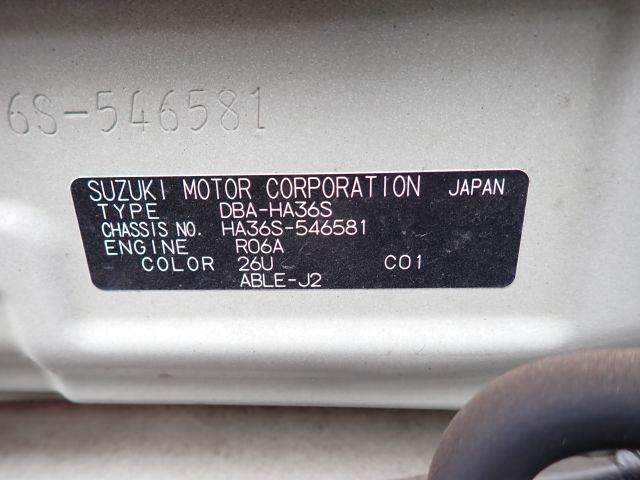 6S-546581
SUZUKI MOTOR CORPORATION JAPAN
TYPE DBA-HA36S
CHASSIS NO. HA36S-546581
ENGINE R06A
COLOR 26U C01
ABLE-J2